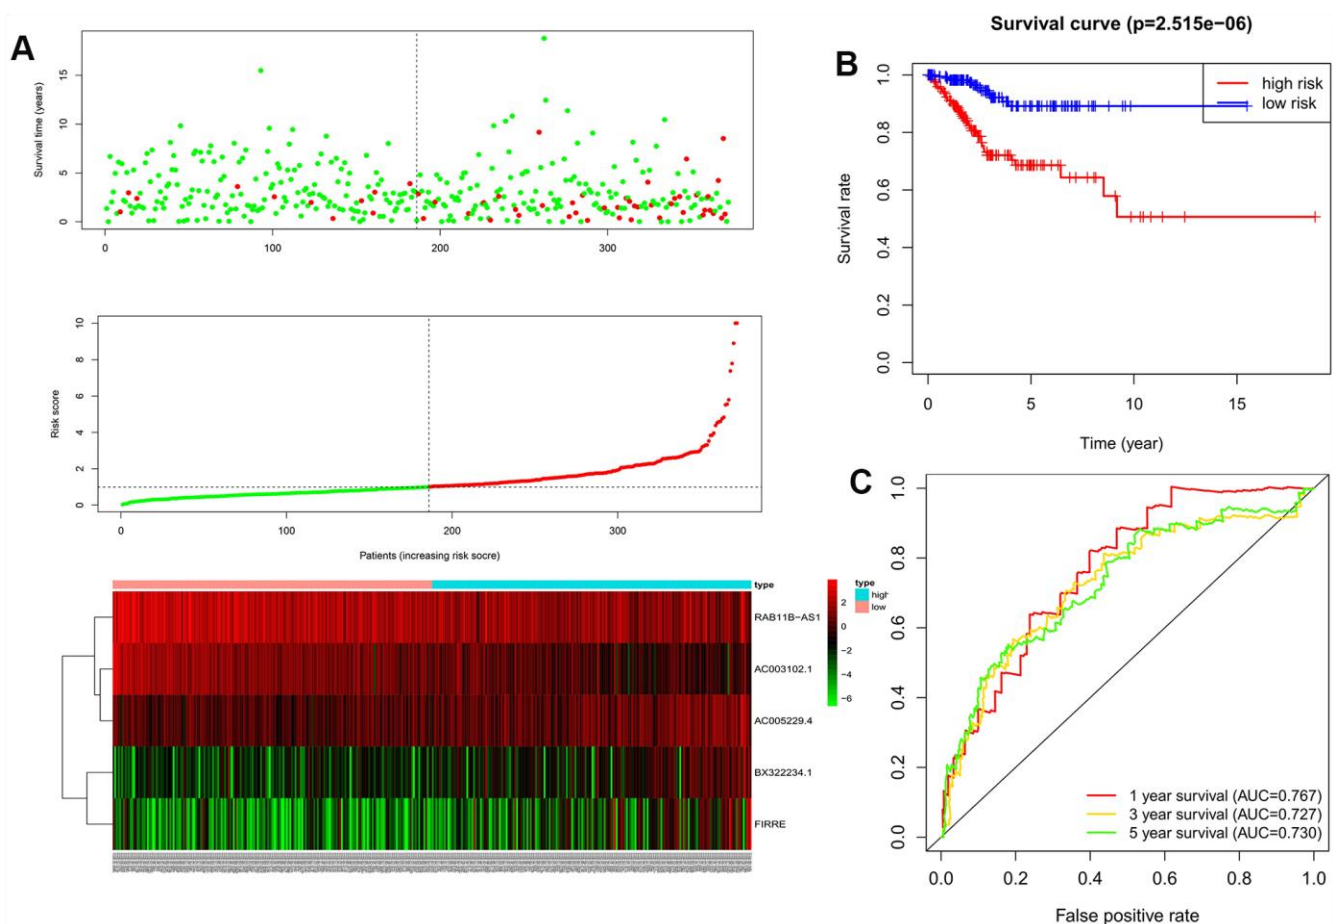 A
Survival time (years)
15
10
5
0
0 100 200 300
Risk score
10
8
6
4
2
0
0 100 200 300
Patients (increasing risk socre)
type
RAB11B−AS1
AC003102.1
AC005229.4
BX322234.1
FIRRE
2
0
−2
−4
−6
type
high
low
B
Survival curve (p=2.515e−06)
high risk
low risk
Survival rate
1.0
0.8
0.6
0.4
0.2
0.0
0 5 10 15
Time (year)
C
1.0
0.8
0.6
0.4
0.2
0.0
1 year survival (AUC=0.767)
3 year survival (AUC=0.727)
5 year survival (AUC=0.730)
0.0 0.2 0.4 0.6 0.8 1.0
False positive rate